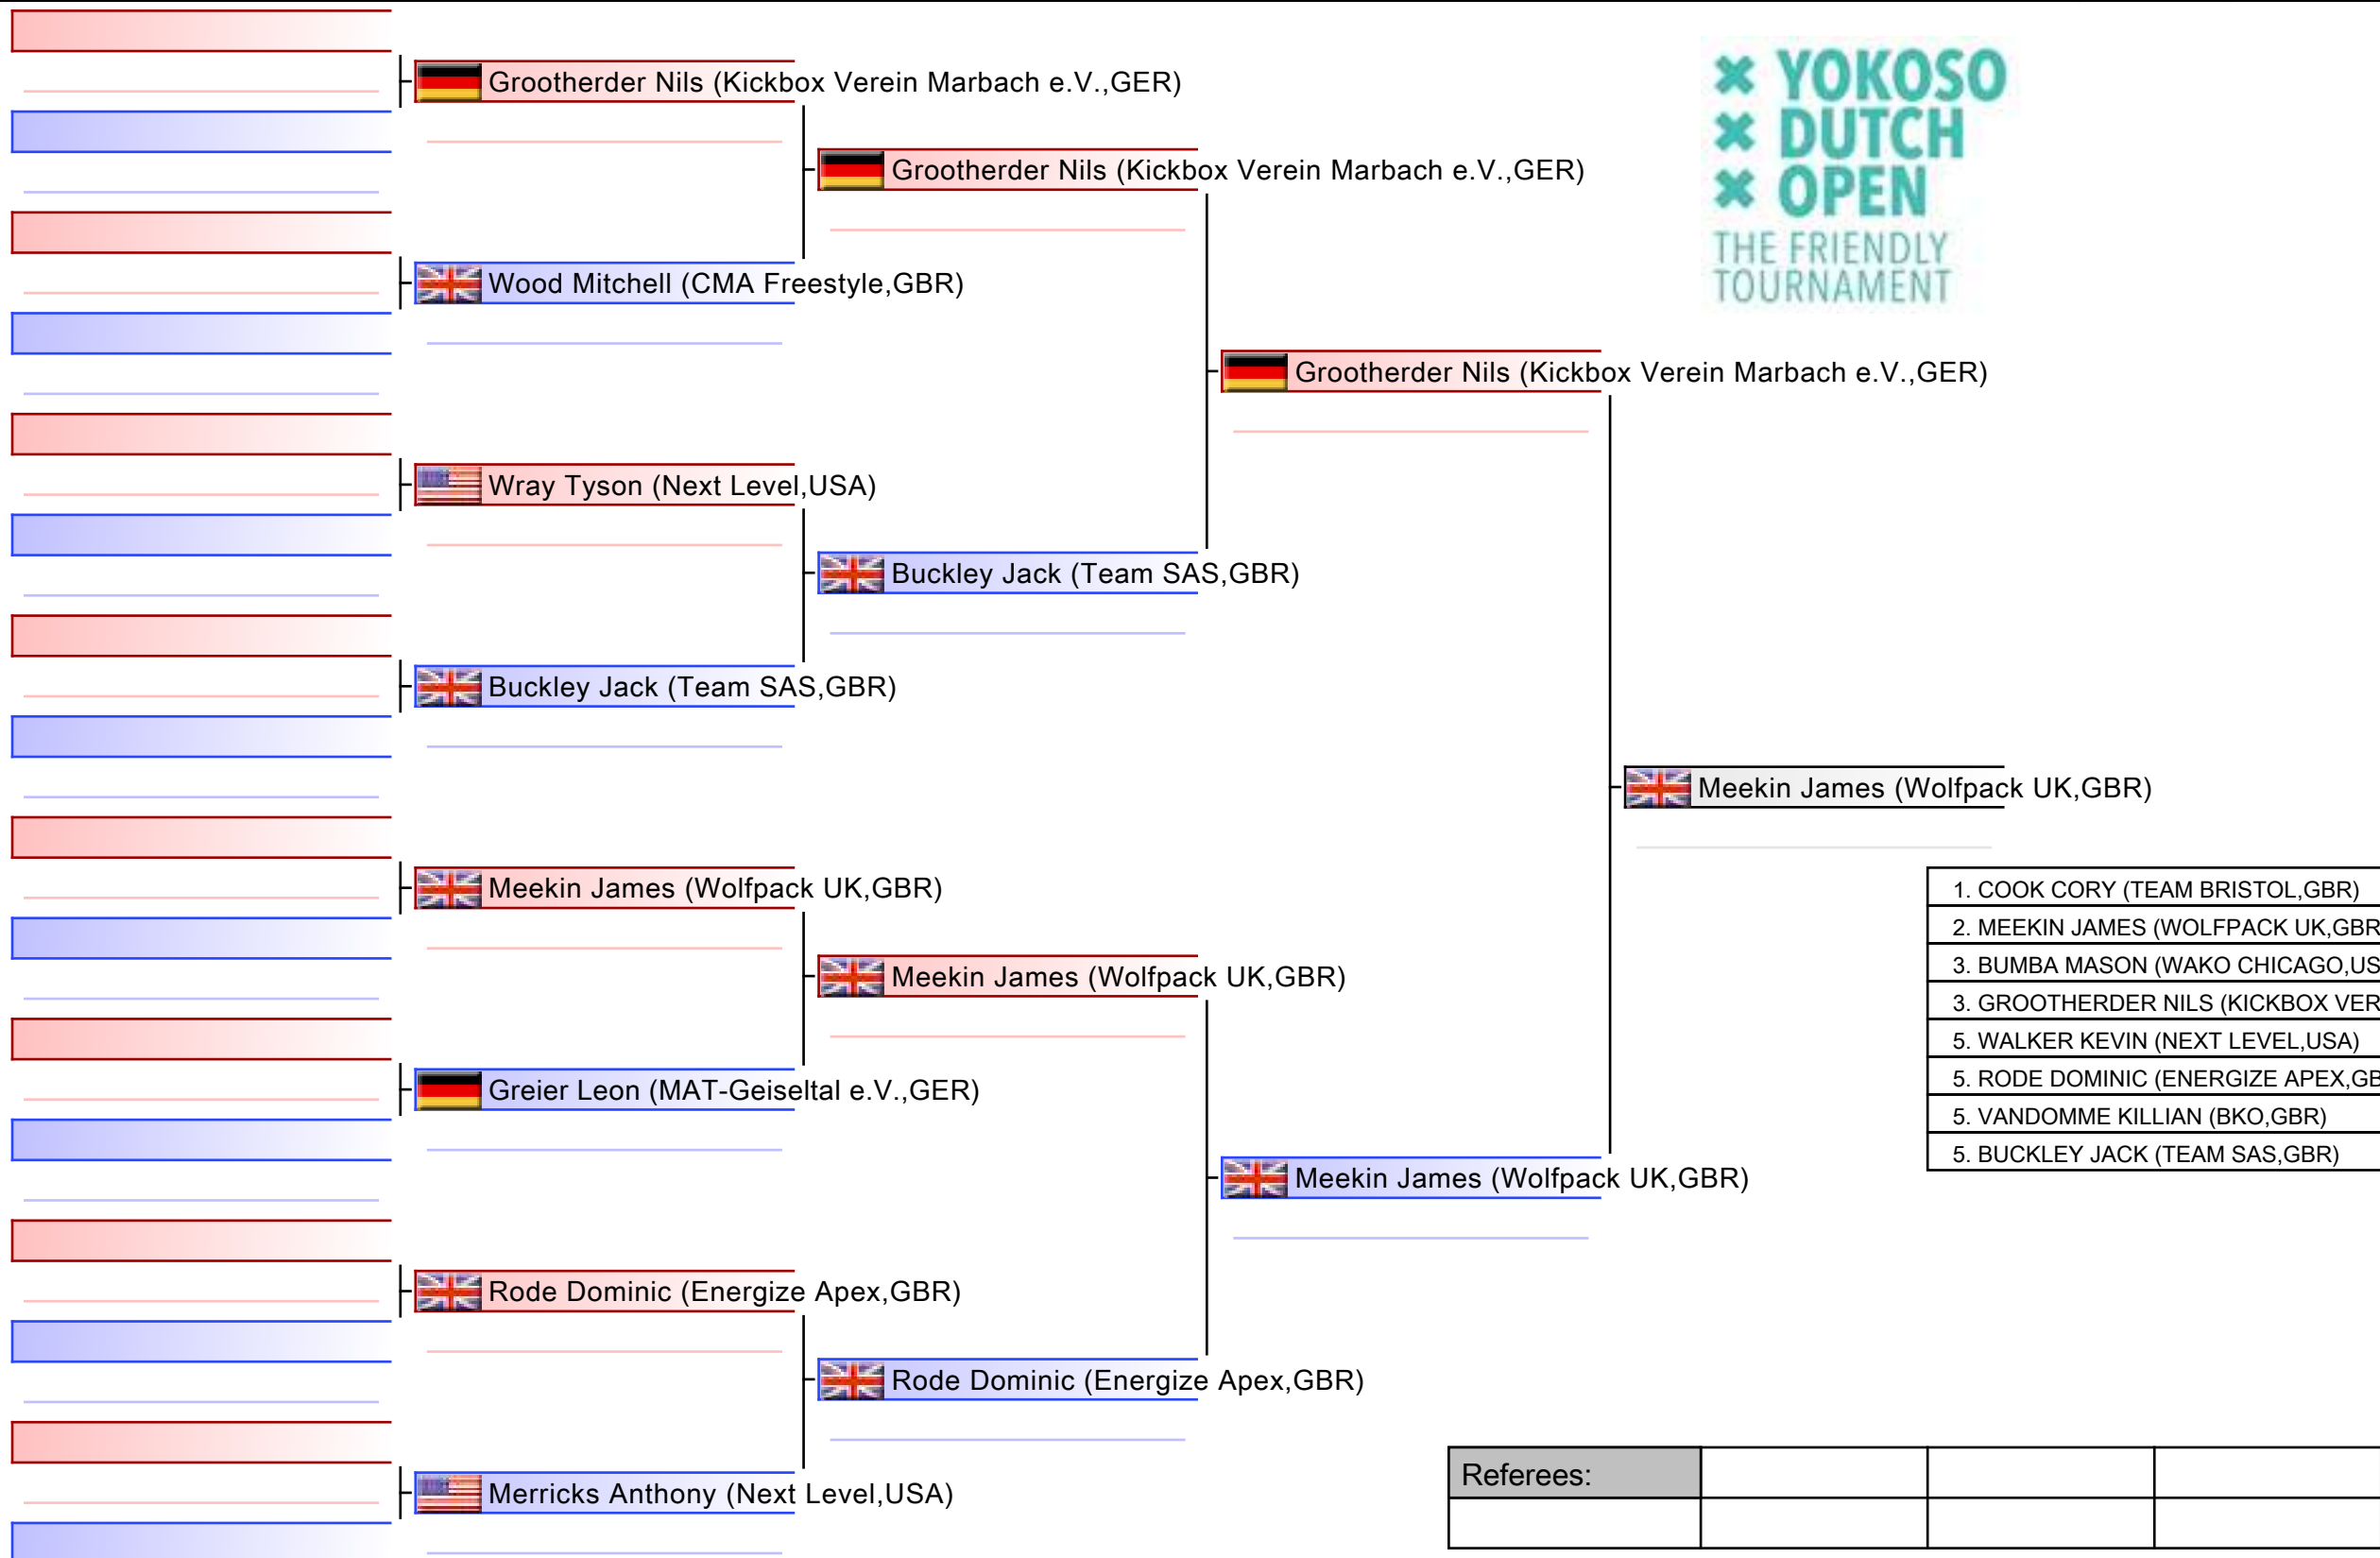 YOKOSO
DUTCH
OPEN
THE FRIENDLY
TOURNAMENT
Grootherder Nils (Kickbox Verein Marbach e.V.,GER)
Grootherder Nils (Kickbox Verein Marbach e.V.,GER)
Wood Mitchell (CMA Freestyle,GBR)
Grootherder Nils (Kickbox Verein Marbach e.V.,GER)
Wray Tyson (Next Level,USA)
Buckley Jack (Team SAS,GBR)
Buckley Jack (Team SAS,GBR)
Meekin James (Wolfpack UK,GBR)
Meekin James (Wolfpack UK,GBR)
Meekin James (Wolfpack UK,GBR)
Greier Leon (MAT-Geiseltal e.V.,GER)
Meekin James (Wolfpack UK,GBR)
Rode Dominic (Energize Apex,GBR)
Rode Dominic (Energize Apex,GBR)
Merricks Anthony (Next Level,USA)
1. COOK CORY (TEAM BRISTOL,GBR)
2. MEEKIN JAMES (WOLFPACK UK,GBR
3. BUMBA MASON (WAKO CHICAGO,US
3. GROOTHERDER NILS (KICKBOX VER
5. WALKER KEVIN (NEXT LEVEL,USA)
5. RODE DOMINIC (ENERGIZE APEX,GB
5. VANDOMME KILLIAN (BKO,GBR)
5. BUCKLEY JACK (TEAM SAS,GBR)
Referees: